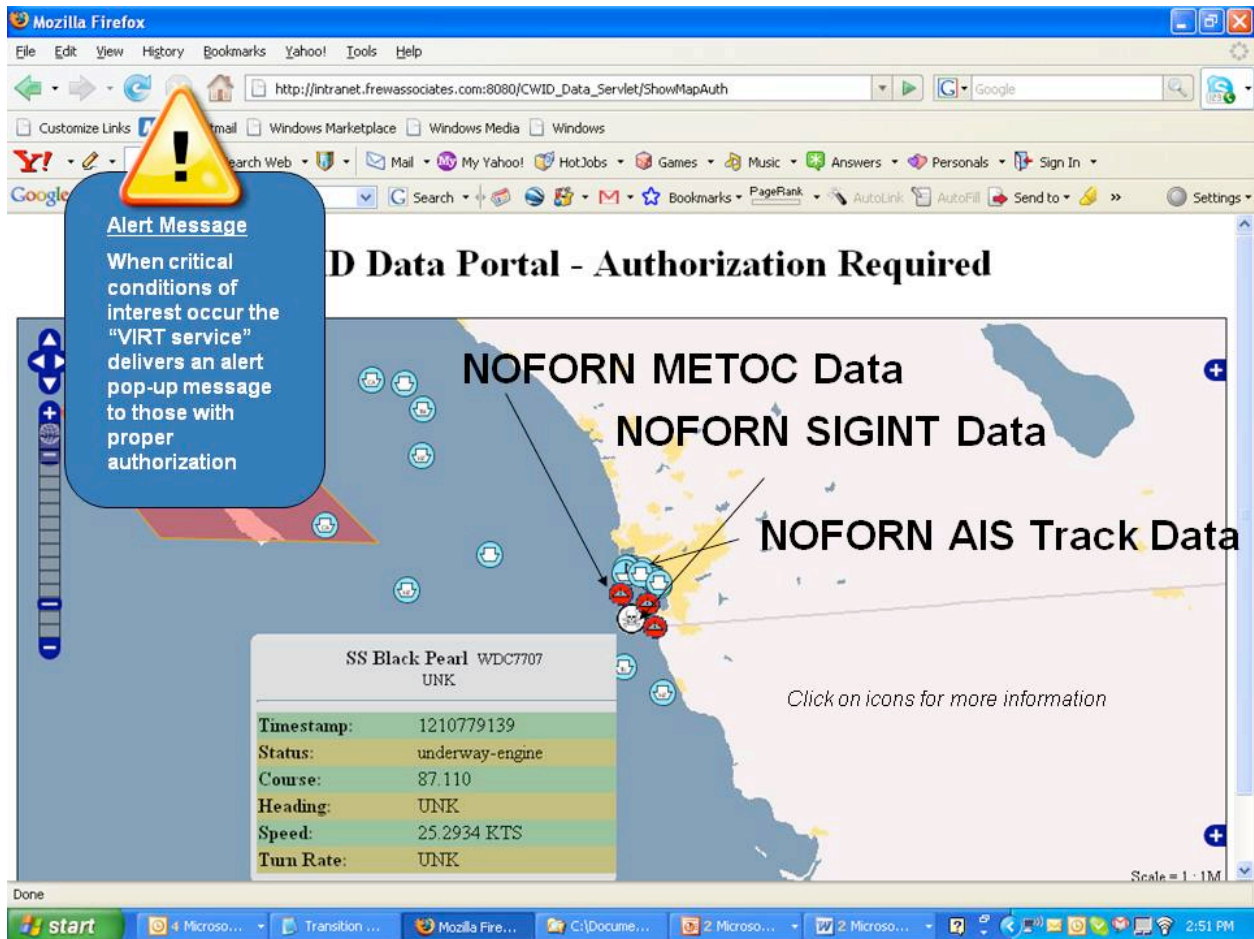 Mozilla Firefox
File Edit View History Bookmarks Yahoo! Tools Help
http://intranet.frewassociates.com:8080/CWID_Data_Servlet/ShowMapAuth
Google
Customize Links
Windows Marketplace Windows Media Windows
Y! Web Mail My Yahoo! HotJobs Games Music Answers Personals Sign In
Google Search Bookmarks PageRank AutoLink AutoFill Send to Settings
Alert Message
When critical
conditions of
interest occur the
“VIRT service”
delivers an alert
pop-up message
to those with
proper
authorization
D Data Portal - Authorization Required
NOFORN METOC Data
NOFORN SIGINT Data
NOFORN AIS Track Data
SS Black Pearl WDC7707
UNK
Timestamp: 1210779139
Status: underway-engine
Course: 87.110
Heading: UNK
Speed: 25.2934 KTS
Turn Rate: UNK
Click on icons for more information
Scale = 1 : 1M
Done
start 4 Microso... Transition ... Mozilla Fire... C:\Docume... 2 Microso... 2 Microso... 2:51 PM